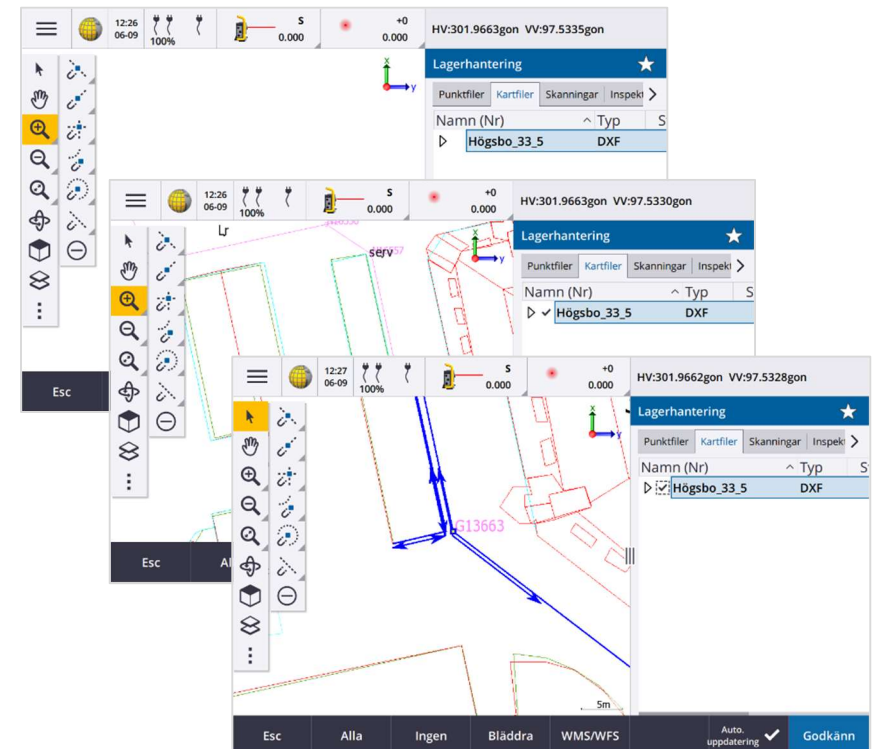 12:26
06-09
100%
S
0.000
+0
0.000
HV:301.9663gon VV:97.5335gon
x
y
Lagerhantering
Punktfiler Kartfiler Skanningar Inspekt
Namn (Nr) Typ S
Högsbo_33_5 DXF
Esc
12:26
06-09
100%
S
0.000
+0
0.000
HV:301.9663gon VV:97.5330gon
serv
x
y
Lagerhantering
Punktfiler Kartfiler Skanningar Inspekt
Namn (Nr) Typ S
Högsbo_33_5 DXF
Esc
12:27
06-09
100%
S
0.000
+0
0.000
HV:301.9662gon VV:97.5328gon
x
y
Lagerhantering
Punktfiler Kartfiler Skanningar Inspekt
Namn (Nr) Typ
Högsbo_33_5 DXF
G13663
5m
Esc Alla Ingen Bläddra WMS/WFS Auto. uppdatering Godkänn